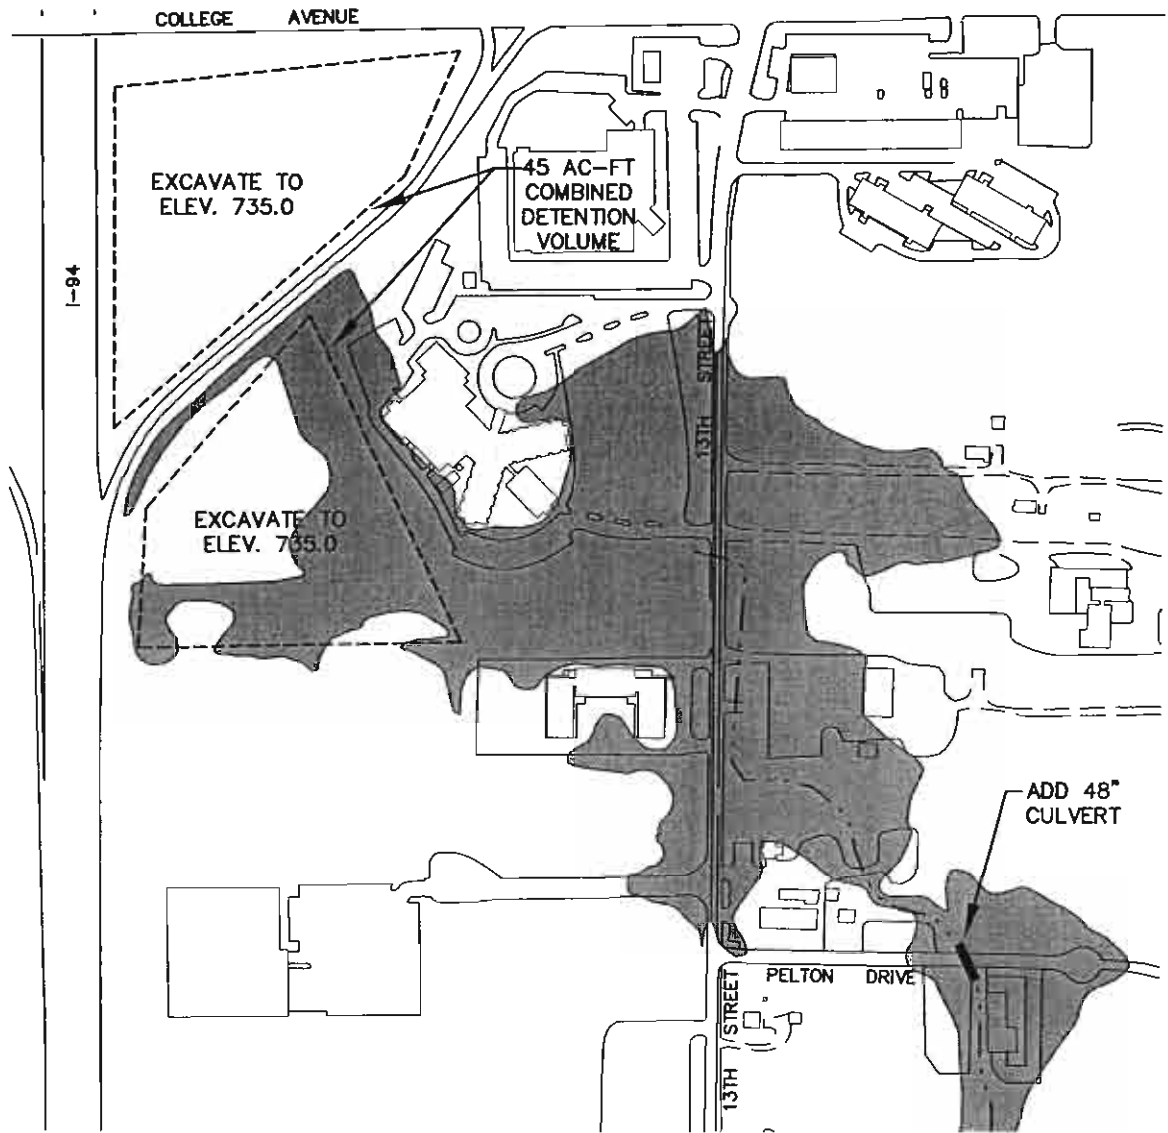 COLLEGE AVENUE
EXCAVATE TO
ELEV. 735.0
45 AC-FT
COMBINED
DETENTION
VOLUME
I-94
13TH STREET
EXCAVATE TO
ELEV. 735.0
ADD 48"
CULVERT
PELTON DRIVE
13TH STREET